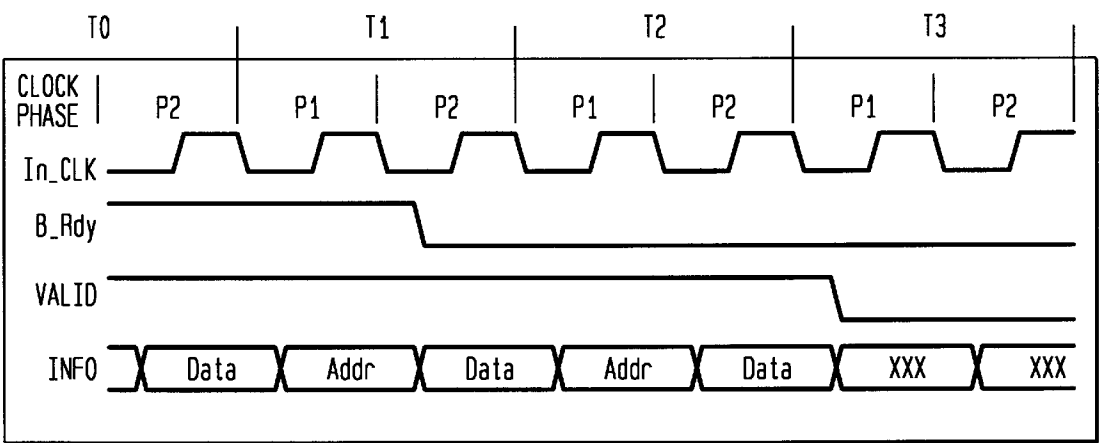 T0 T1 T2 T3
CLOCK PHASE P2 P1 P2 P1 P2 P1 P2
In_CLK
B_Rdy
VALID
INFO Data Addr Data Addr Data XXX XXX